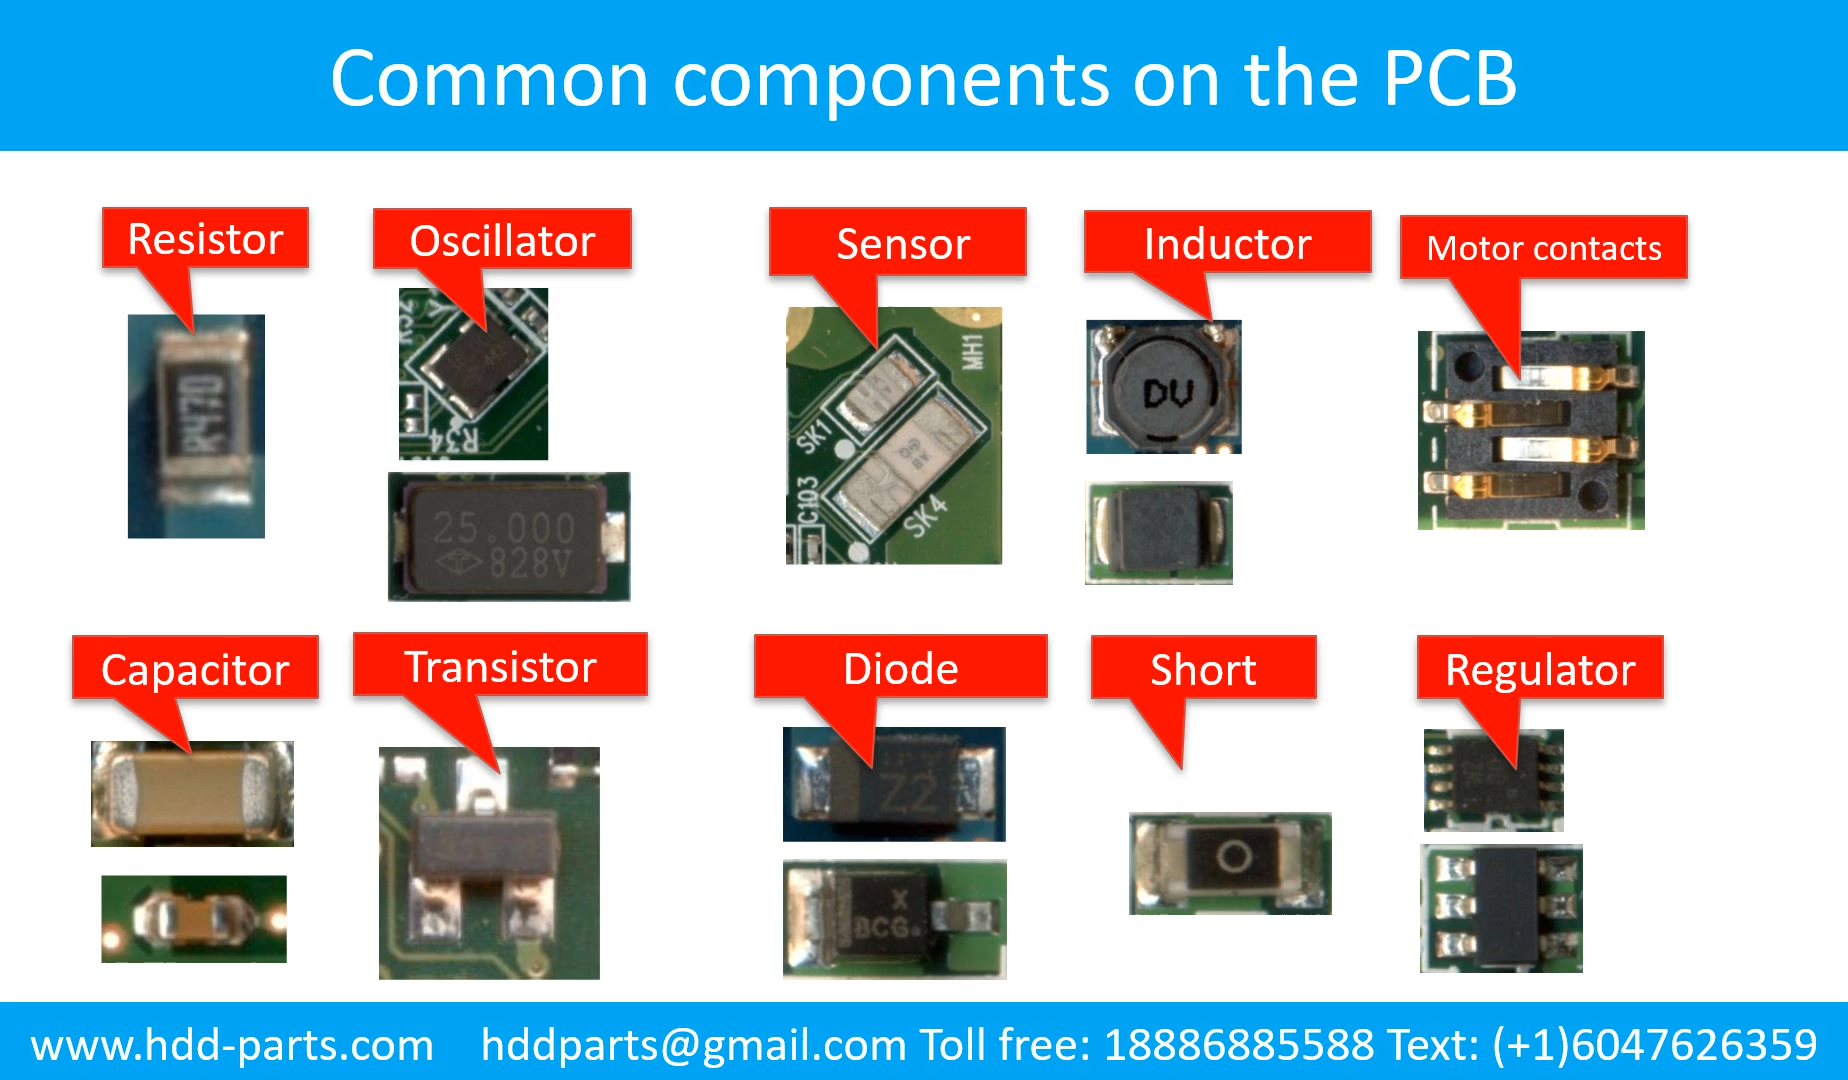 Common components on the PCB
Resistor
Oscillator
Sensor
Inductor
Motor contacts
R470
R34
25.000
828V
MH1
SK1
C103
SK4
DU
Capacitor
Transistor
Diode
Short
Regulator
Z2
X
BCG
O
www.hdd-parts.com hddparts@gmail.com Toll free: 18886885588 Text: (+1)6047626359